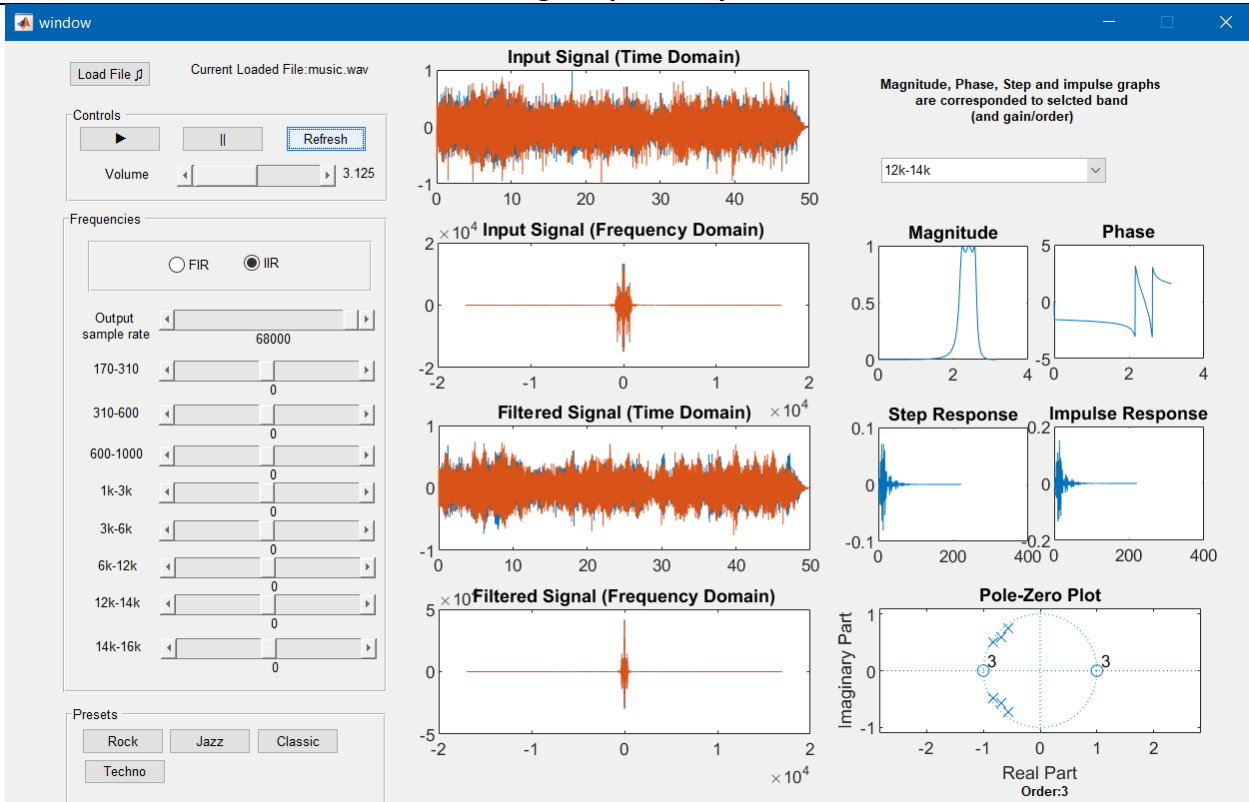 window
Load File ♫
Current Loaded File:music.wav
Controls
▶
||
Refresh
Volume
3.125
Frequencies
FIR
IIR
Output
sample rate
68000
170-310
0
310-600
0
600-1000
0
1k-3k
0
3k-6k
0
6k-12k
0
12k-14k
0
14k-16k
0
Presets
Rock
Jazz
Classic
Techno
Input Signal (Time Domain)
1
0
-1
0 10 20 30 40 50
×10⁴ Input Signal (Frequency Domain)
2
0
-2
-2 -1 0 1 2
×10⁴
Filtered Signal (Time Domain)
1
0
-1
0 10 20 30 40 50
Filtered Signal (Frequency Domain)
5
0
-5
-2 -1 0 1 2
×10⁴
Magnitude, Phase, Step and impulse graphs
are corresponded to selcted band
(and gain/order)
12k-14k
Magnitude
1
0.5
0
0 2 4
Phase
5
0
-5
0 2 4
Step Response
0.1
0
-0.1
0 200 400
Impulse Response
0.2
0
-0.2
0 200 400
Pole-Zero Plot
Imaginary Part
1
0
-1
3
3
-2 -1 0 1 2
Real Part
Order:3